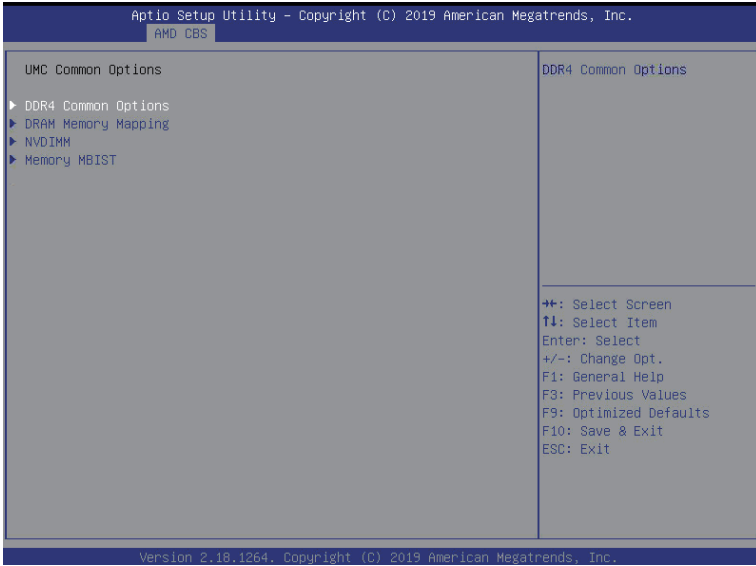 Aptio Setup Utility – Copyright (C) 2019 American Megatrends, Inc.
AMD CBS
UMC Common Options
▶ DDR4 Common Options
▶ DRAM Memory Mapping
▶ NVDIMM
▶ Memory MBIST
DDR4 Common Options
→←: Select Screen
↑↓: Select Item
Enter: Select
+/-: Change Opt.
F1: General Help
F3: Previous Values
F9: Optimized Defaults
F10: Save & Exit
ESC: Exit
Version 2.18.1264. Copyright (C) 2019 American Megatrends, Inc.